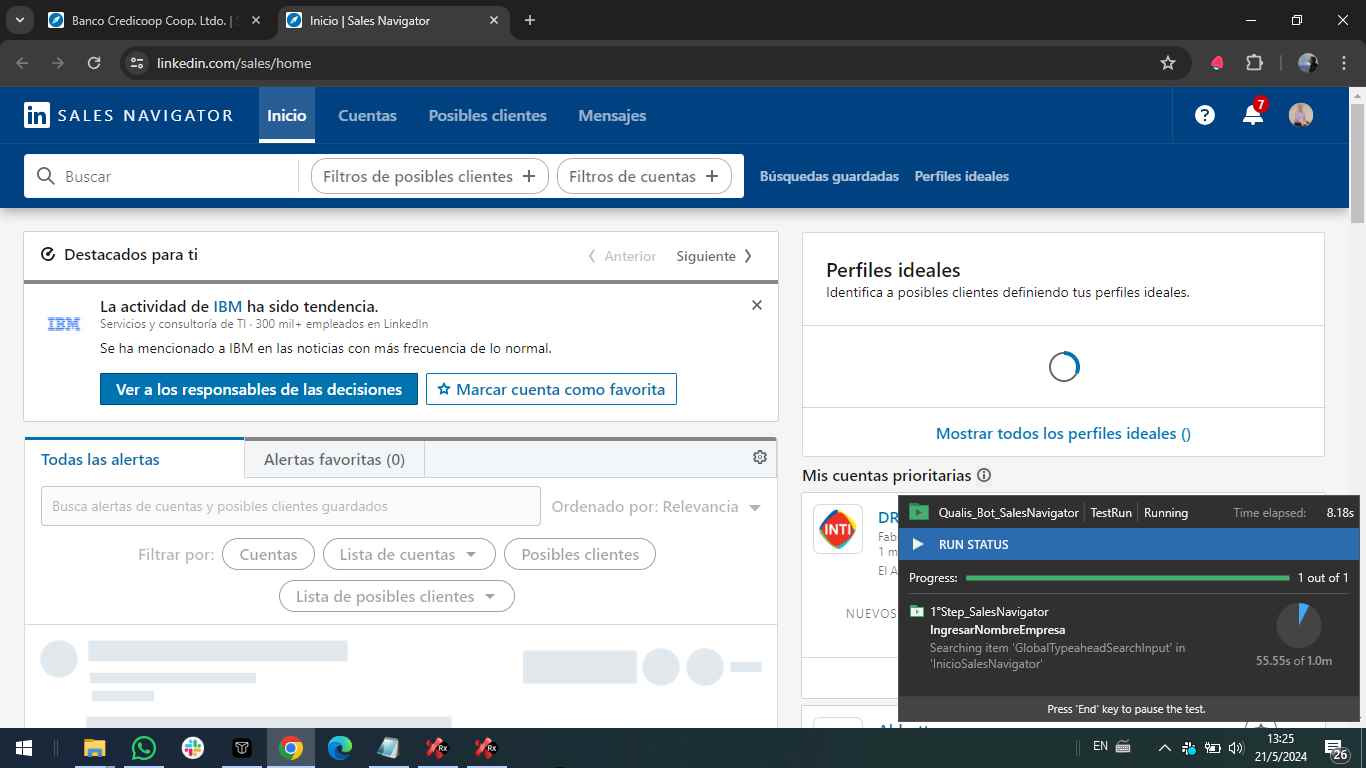 Banco Credicoop Coop. Ltdo. |
Inicio | Sales Navigator
linkedin.com/sales/home
in SALES NAVIGATOR
Inicio
Cuentas
Posibles clientes
Mensajes
7
Buscar
Filtros de posibles clientes +
Filtros de cuentas +
Búsquedas guardadas
Perfiles ideales
Destacados para ti
Anterior
Siguiente
IBM
La actividad de IBM ha sido tendencia.
Servicios y consultoría de TI · 300 mil+ empleados en LinkedIn
Se ha mencionado a IBM en las noticias con más frecuencia de lo normal.
Ver a los responsables de las decisiones
Marcar cuenta como favorita
Perfiles ideales
Identifica a posibles clientes definiendo tus perfiles ideales.
Mostrar todos los perfiles ideales ()
Todas las alertas
Alertas favoritas (0)
Busca alertas de cuentas y posibles clientes guardados
Ordenado por: Relevancia
Filtrar por:
Cuentas
Lista de cuentas
Posibles clientes
Lista de posibles clientes
Mis cuentas prioritarias
INTI
DR
Fab
1 m
El A
NUEVOS
Qualis_Bot_SalesNavigator
TestRun
Running
Time elapsed: 8.18s
RUN STATUS
Progress: 1 out of 1
1°Step_SalesNavigator
IngresarNombreEmpresa
Searching item 'GlobalTypeaheadSearchInput' in
'InicioSalesNavigator'
55.55s of 1.0m
Press 'End' key to pause the test.
EN
13:25
21/5/2024
26